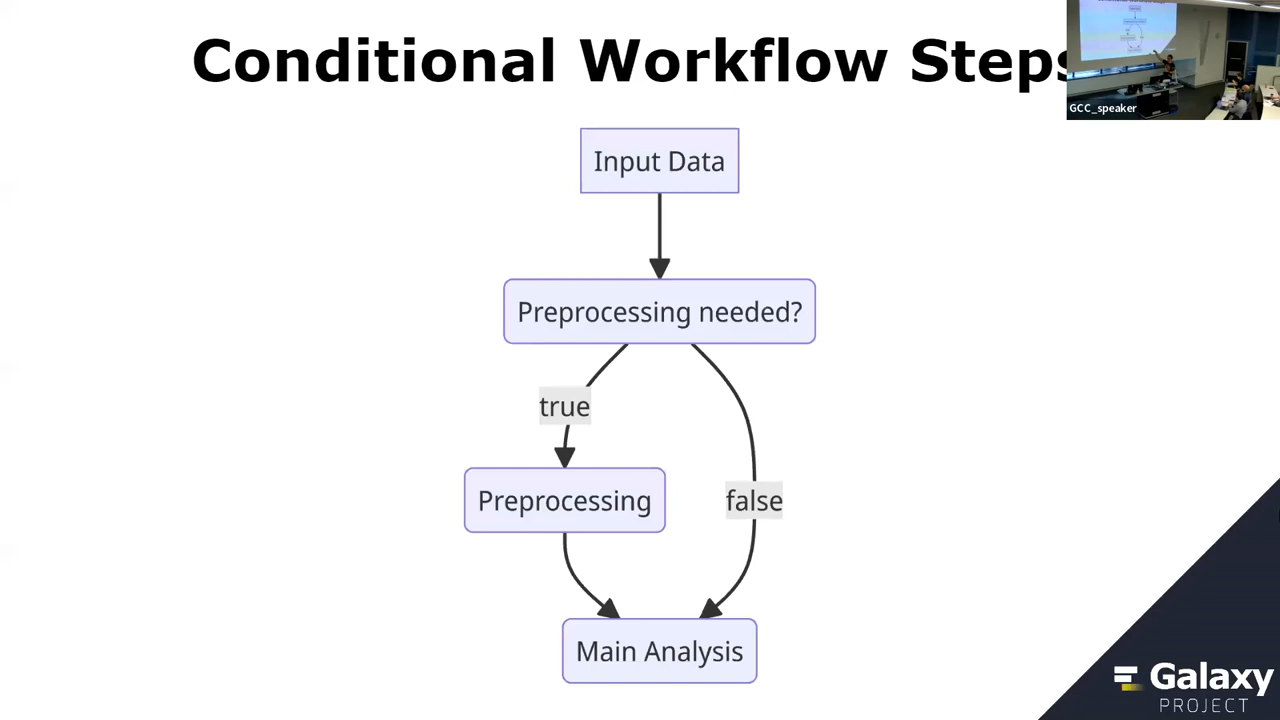 Conditional Workflow Steps
GCC_speaker
Input Data
Preprocessing needed?
true
Preprocessing
false
Main Analysis
Galaxy
PROJECT